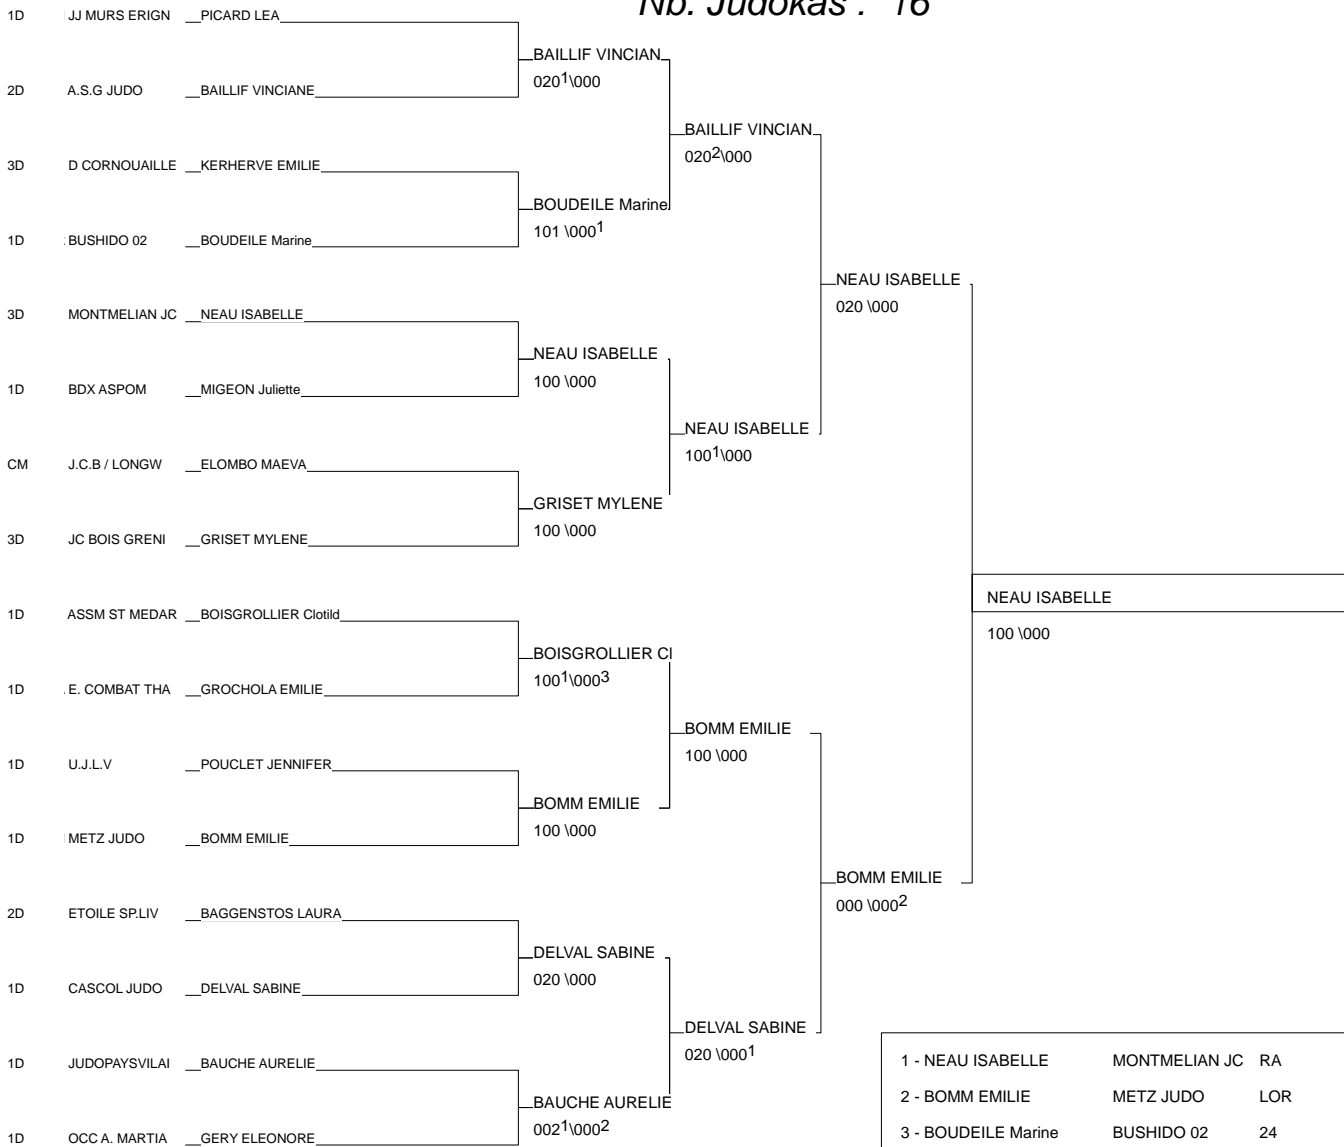 Nb. Judokas : 16
1D JJ MURS ERIGN PICARD LEA
BAILLIF VINCIAN
020¹\000
2D A.S.G JUDO BAILLIF VINCIANE
BAILLIF VINCIAN
020²\000
3D D CORNOUAILLE KERHERVE EMILIE
BOUDEILE Marine
101 \000¹
1D BUSHIDO 02 BOUDEILE Marine
NEAU ISABELLE
020 \000
3D MONTMELIAN JC NEAU ISABELLE
NEAU ISABELLE
100 \000
1D BDX ASPOM MIGEON Juliette
NEAU ISABELLE
100¹\000
CM J.C.B / LONGW ELOMBO MAEVA
GRISET MYLENE
100 \000
3D JC BOIS GRENI GRISET MYLENE
NEAU ISABELLE
100 \000
1D ASSM ST MEDAR BOISGROLLIER Clotild
BOISGROLLIER Cl
100¹\000³
1D . E. COMBAT THA GROCHOLA EMILIE
BOMM EMILIE
100 \000
1D U.J.L.V POUCLET JENNIFER
BOMM EMILIE
100 \000
1D METZ JUDO BOMM EMILIE
BOMM EMILIE
000 \000²
2D ETOILE SP.LIV BAGGENSTOS LAURA
DELVAL SABINE
020 \000
1D CASCOL JUDO DELVAL SABINE
DELVAL SABINE
020 \000¹
1D JUDOPAYSVILAI BAUCHE AURELIE
BAUCHE AURELIE
002¹\000²
1D OCC A. MARTIA GERY ELEONORE
1 - NEAU ISABELLE MONTMELIAN JC RA
2 - BOMM EMILIE METZ JUDO LOR
3 - BOUDEILE Marine BUSHIDO 02 24